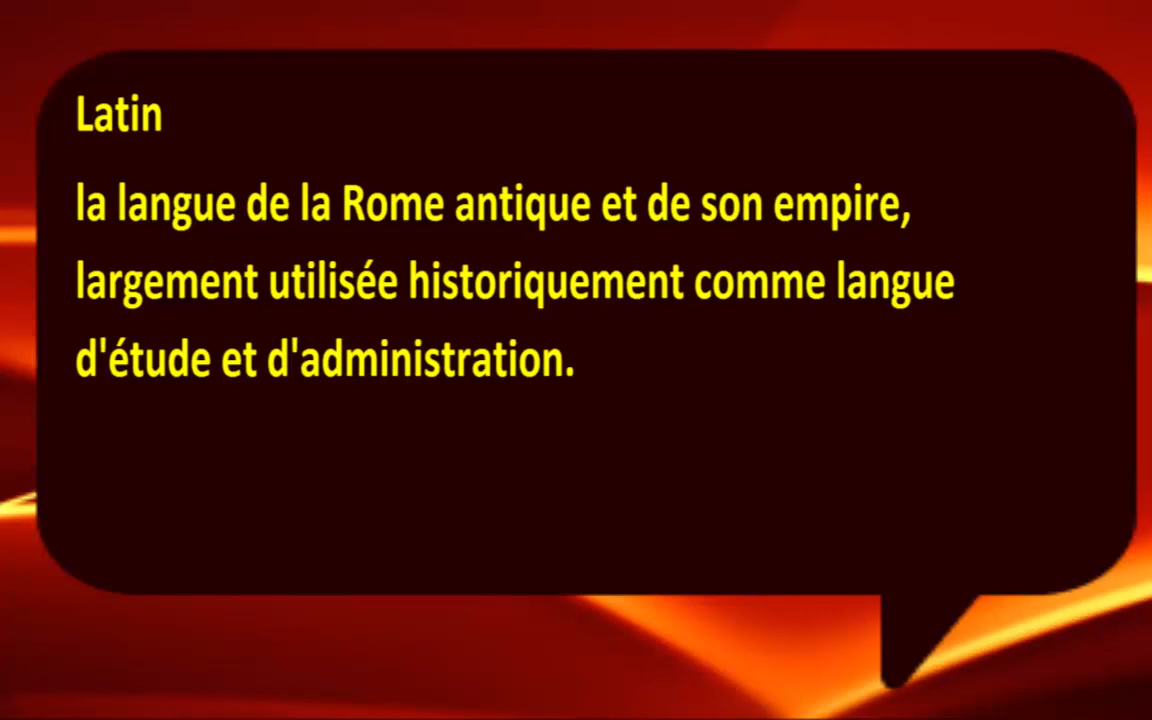 Latin
la langue de la Rome antique et de son empire,
largement utilisée historiquement comme langue
d'étude et d'administration.